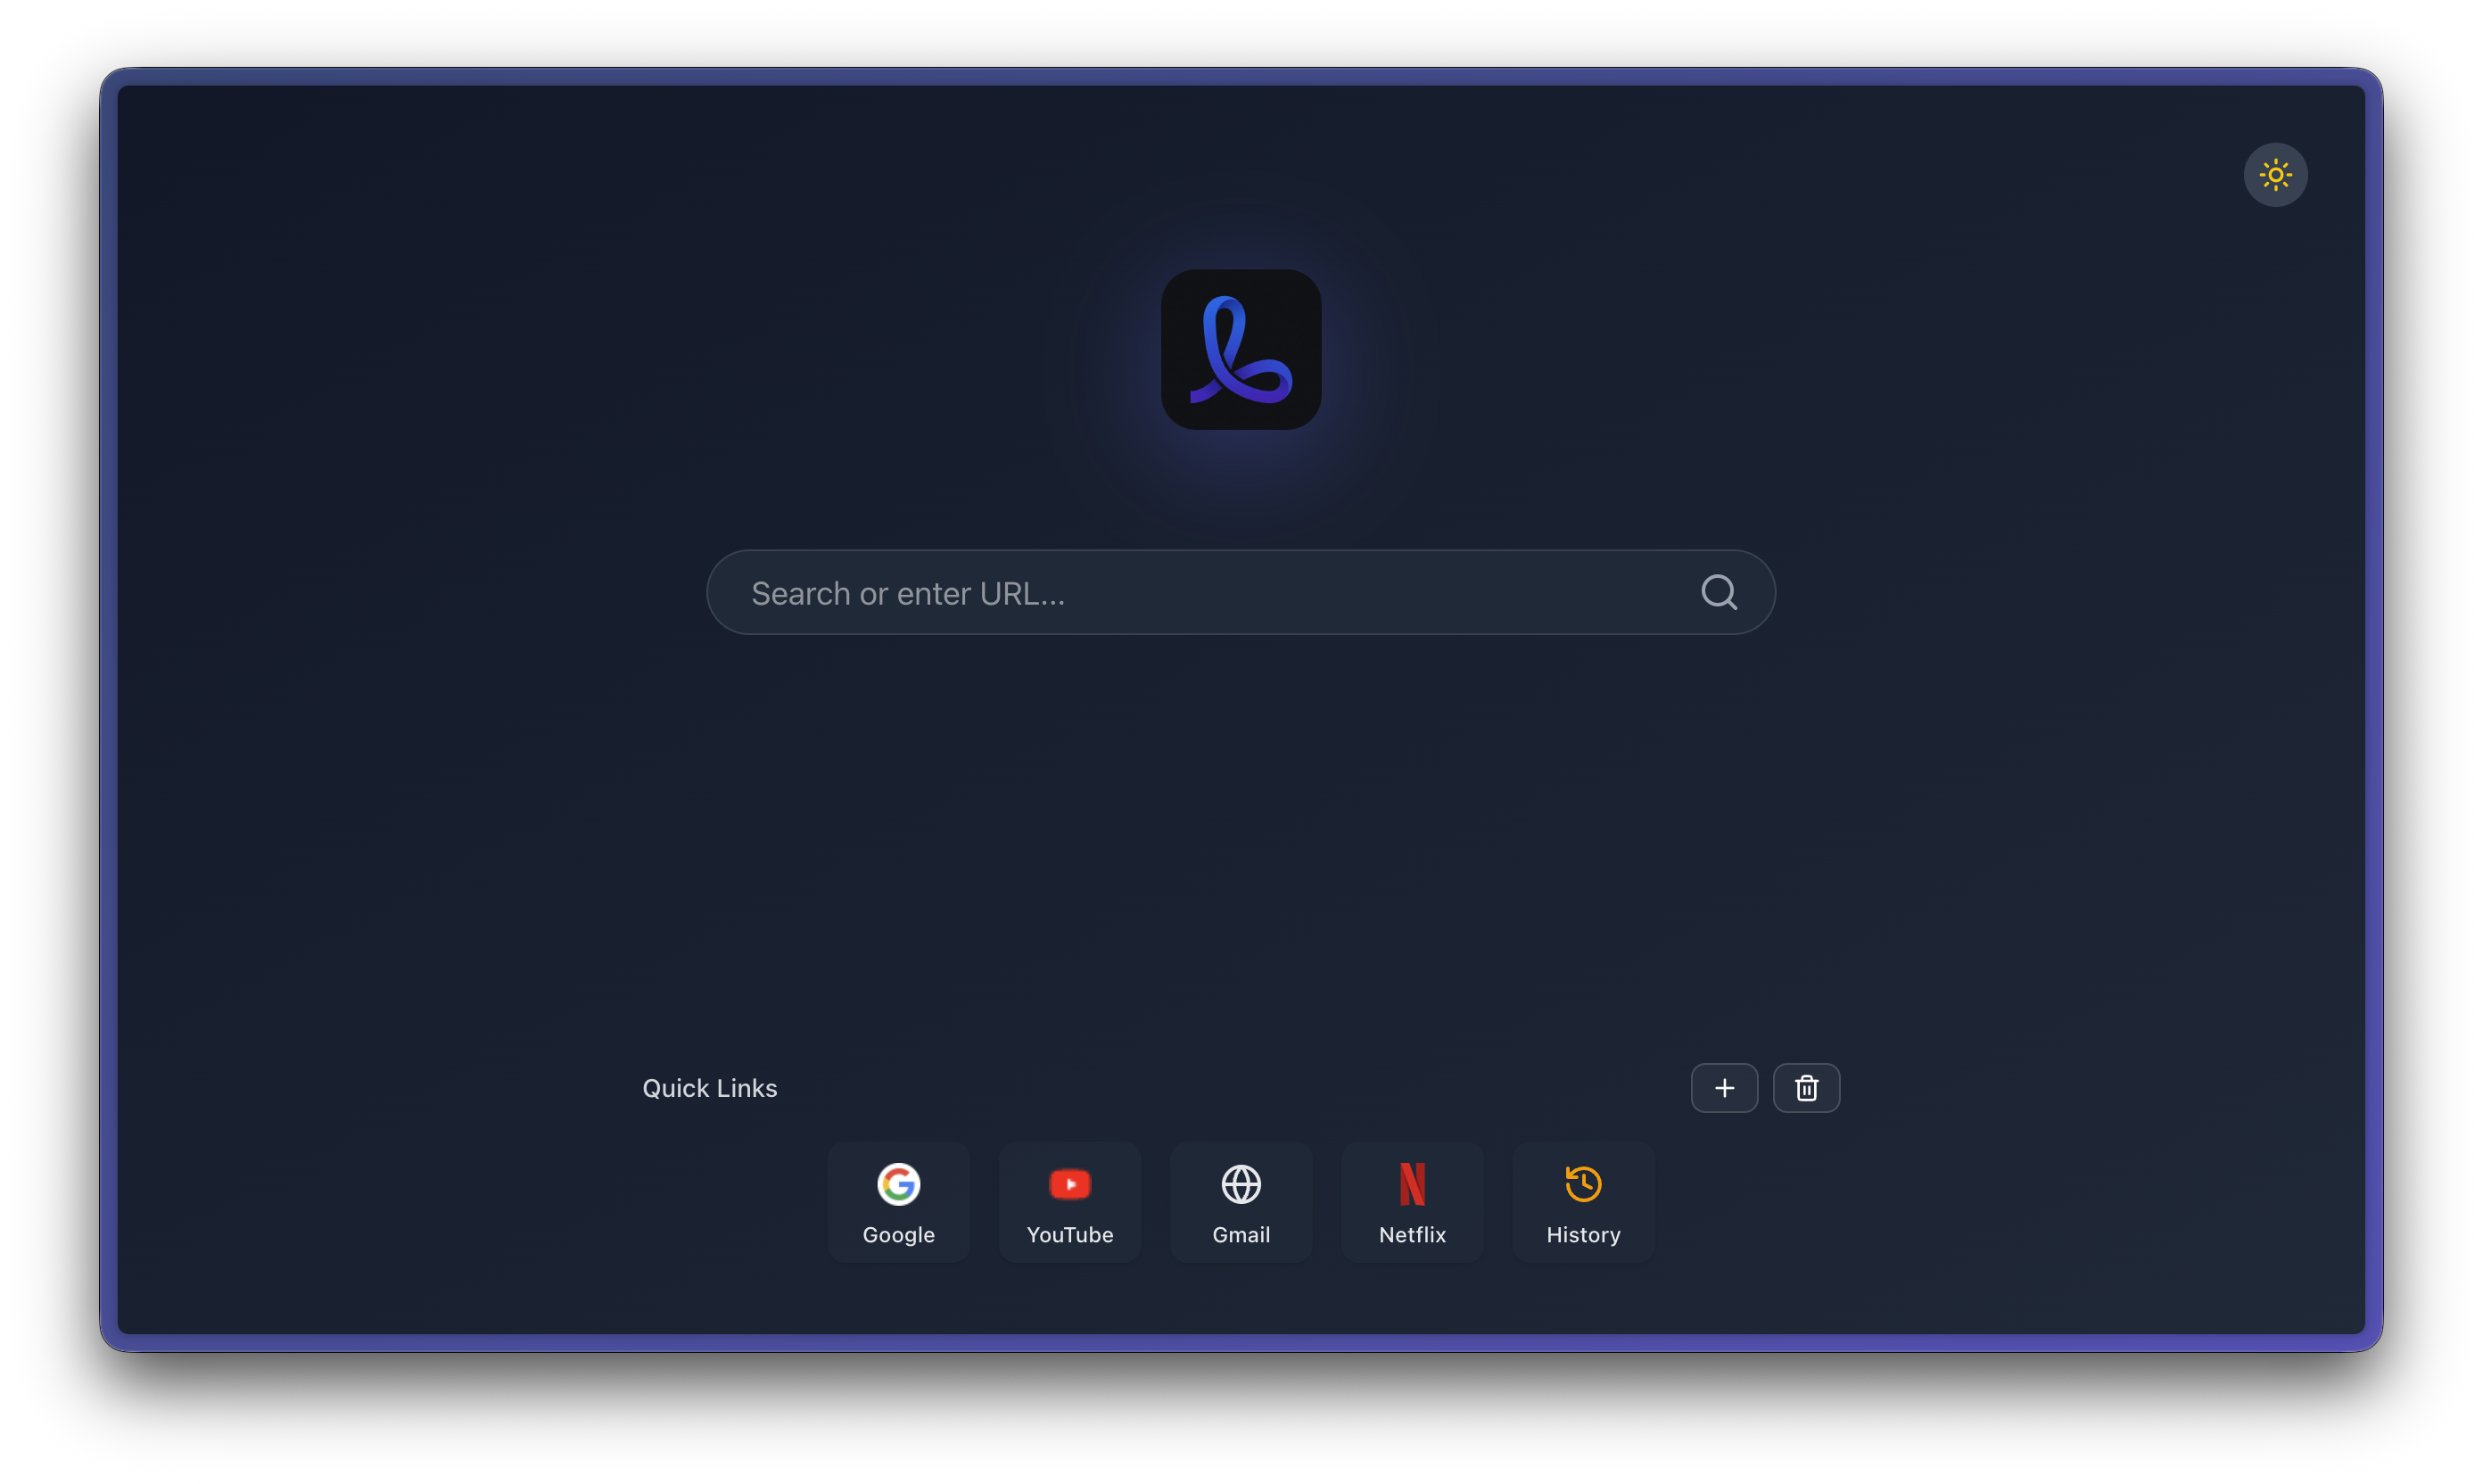 Search or enter URL...
Quick Links
Google
YouTube
Gmail
Netflix
History